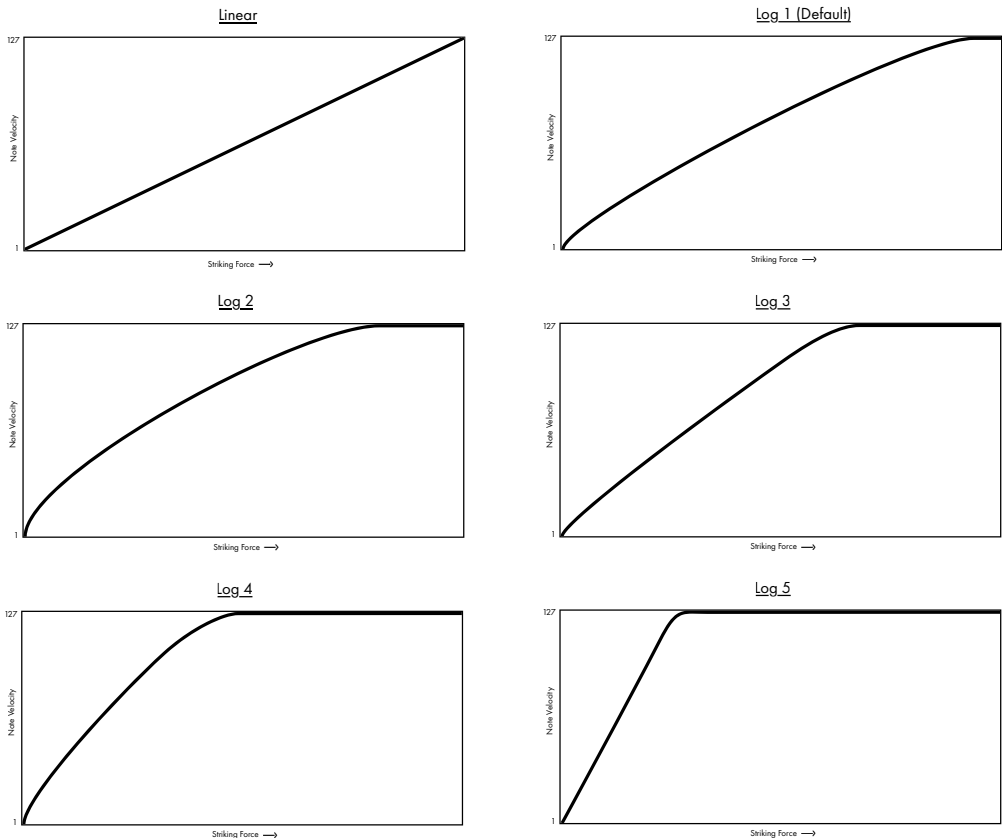 Linear
127
Note Velocity
1
Striking Force →
Log 1 (Default)
127
Note Velocity
1
Striking Force →
Log 2
127
Note Velocity
1
Striking Force →
Log 3
127
Note Velocity
1
Striking Force →
Log 4
127
Note Velocity
1
Striking Force →
Log 5
127
Note Velocity
1
Striking Force →